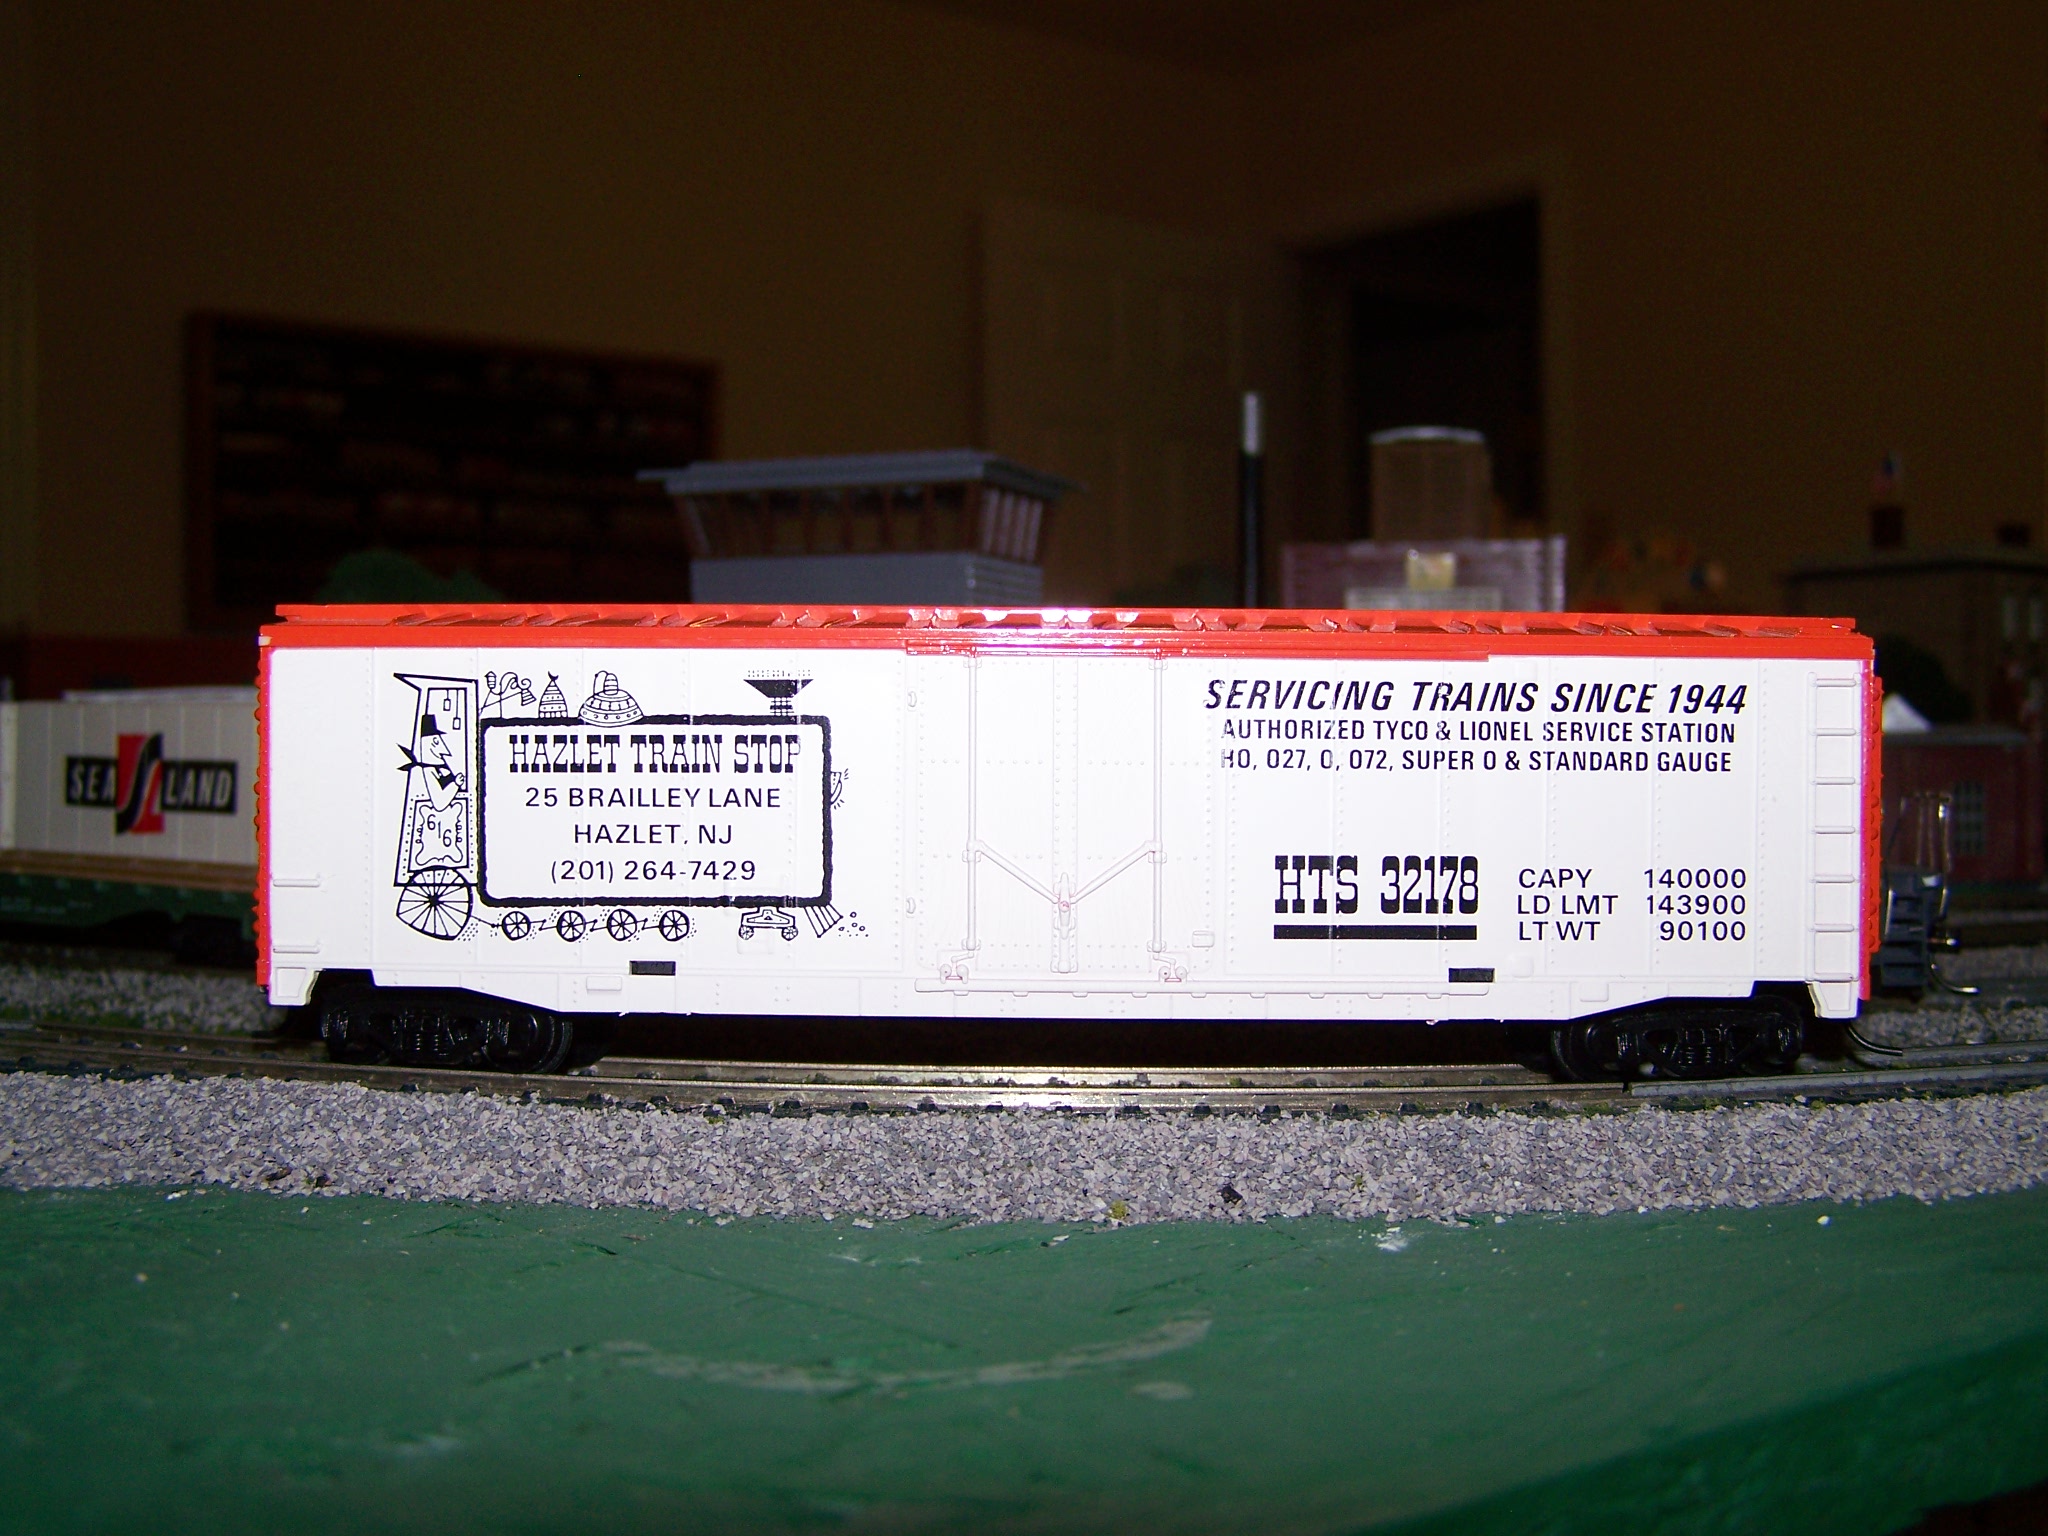 SEA LAND
HAZLET TRAIN STOP
25 BRAILLEY LANE
HAZLET, NJ
(201) 264-7429
616
SERVICING TRAINS SINCE 1944
AUTHORIZED TYCO & LIONEL SERVICE STATION
HO, 027, O, 072, SUPER O & STANDARD GAUGE
HTS 32178
CAPY 140000
LD LMT 143900
LT WT 90100